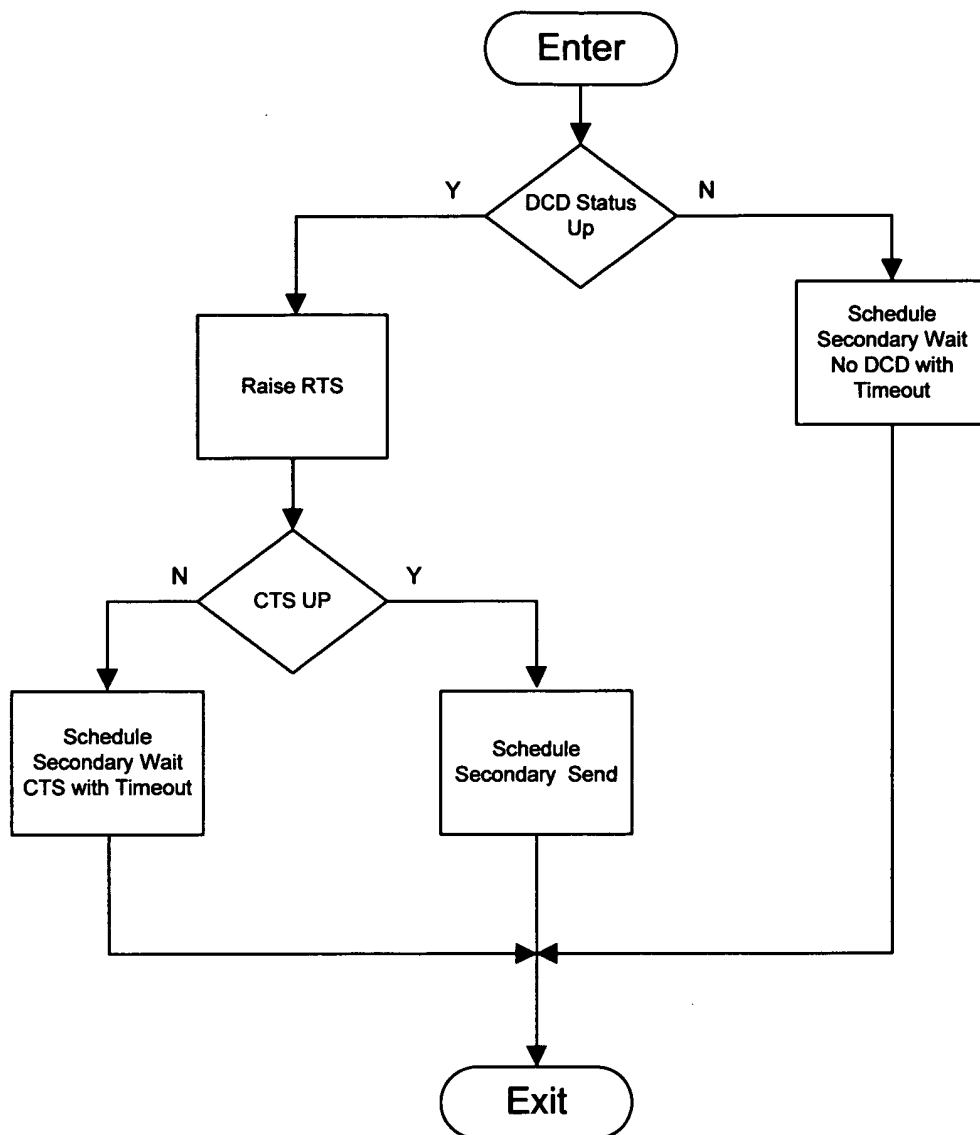 Enter
Y
DCD Status
Up
N
Schedule
Secondary Wait
No DCD with
Timeout
Raise RTS
N
CTS UP
Y
Schedule
Secondary Wait
CTS with Timeout
Schedule
Secondary Send
Exit